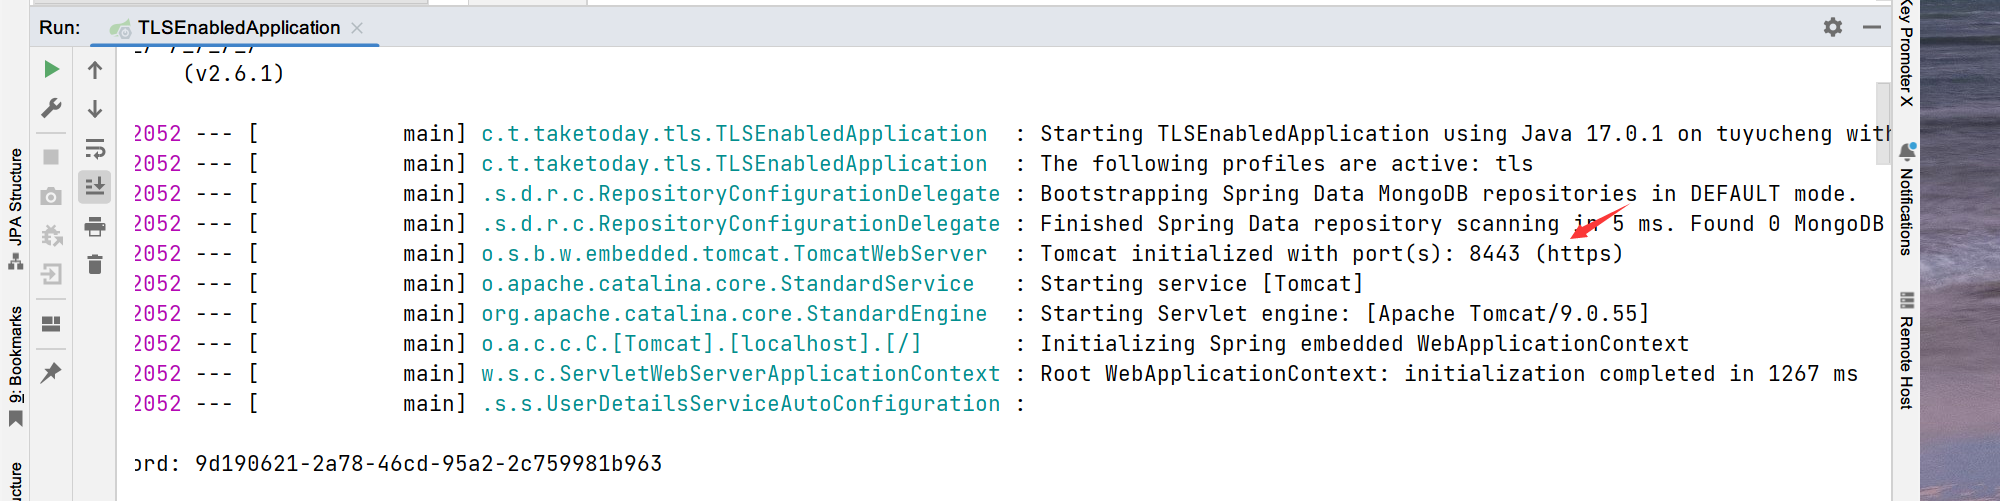 Run: TLSEnabledApplication
(v2.6.1)
2052 --- [ main] c.t.taketoday.tls.TLSEnabledApplication : Starting TLSEnabledApplication using Java 17.0.1 on tuyucheng with
2052 --- [ main] c.t.taketoday.tls.TLSEnabledApplication : The following profiles are active: tls
2052 --- [ main] .s.d.r.c.RepositoryConfigurationDelegate : Bootstrapping Spring Data MongoDB repositories in DEFAULT mode.
2052 --- [ main] .s.d.r.c.RepositoryConfigurationDelegate : Finished Spring Data repository scanning in 5 ms. Found 0 MongoDB
2052 --- [ main] o.s.b.w.embedded.tomcat.TomcatWebServer : Tomcat initialized with port(s): 8443 (https)
2052 --- [ main] o.apache.catalina.core.StandardService : Starting service [Tomcat]
2052 --- [ main] org.apache.catalina.core.StandardEngine : Starting Servlet engine: [Apache Tomcat/9.0.55]
2052 --- [ main] o.a.c.c.C.[Tomcat].[localhost].[/] : Initializing Spring embedded WebApplicationContext
2052 --- [ main] w.s.c.ServletWebServerApplicationContext : Root WebApplicationContext: initialization completed in 1267 ms
2052 --- [ main] .s.s.UserDetailsServiceAutoConfiguration :
ord: 9d190621-2a78-46cd-95a2-2c759981b963
JPA Structure
9: Bookmarks
ucture
Key Promoter X
Notifications
Remote Host